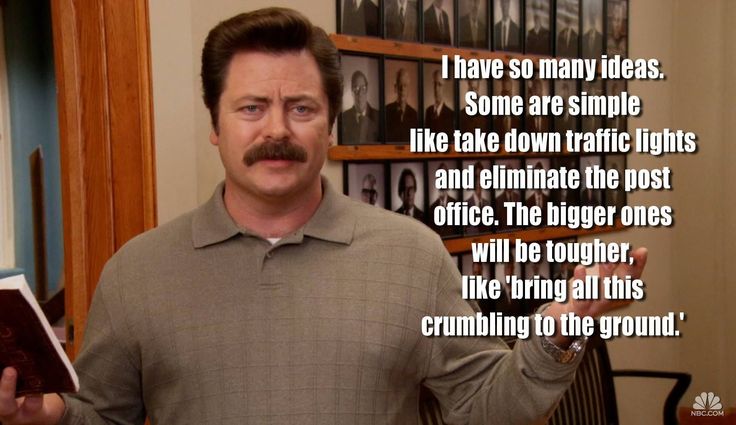 I have so many ideas.
Some are simple
like take down traffic lights
and eliminate the post
office. The bigger ones
will be tougher,
like 'bring all this
crumbling to the ground.'
NBC.COM